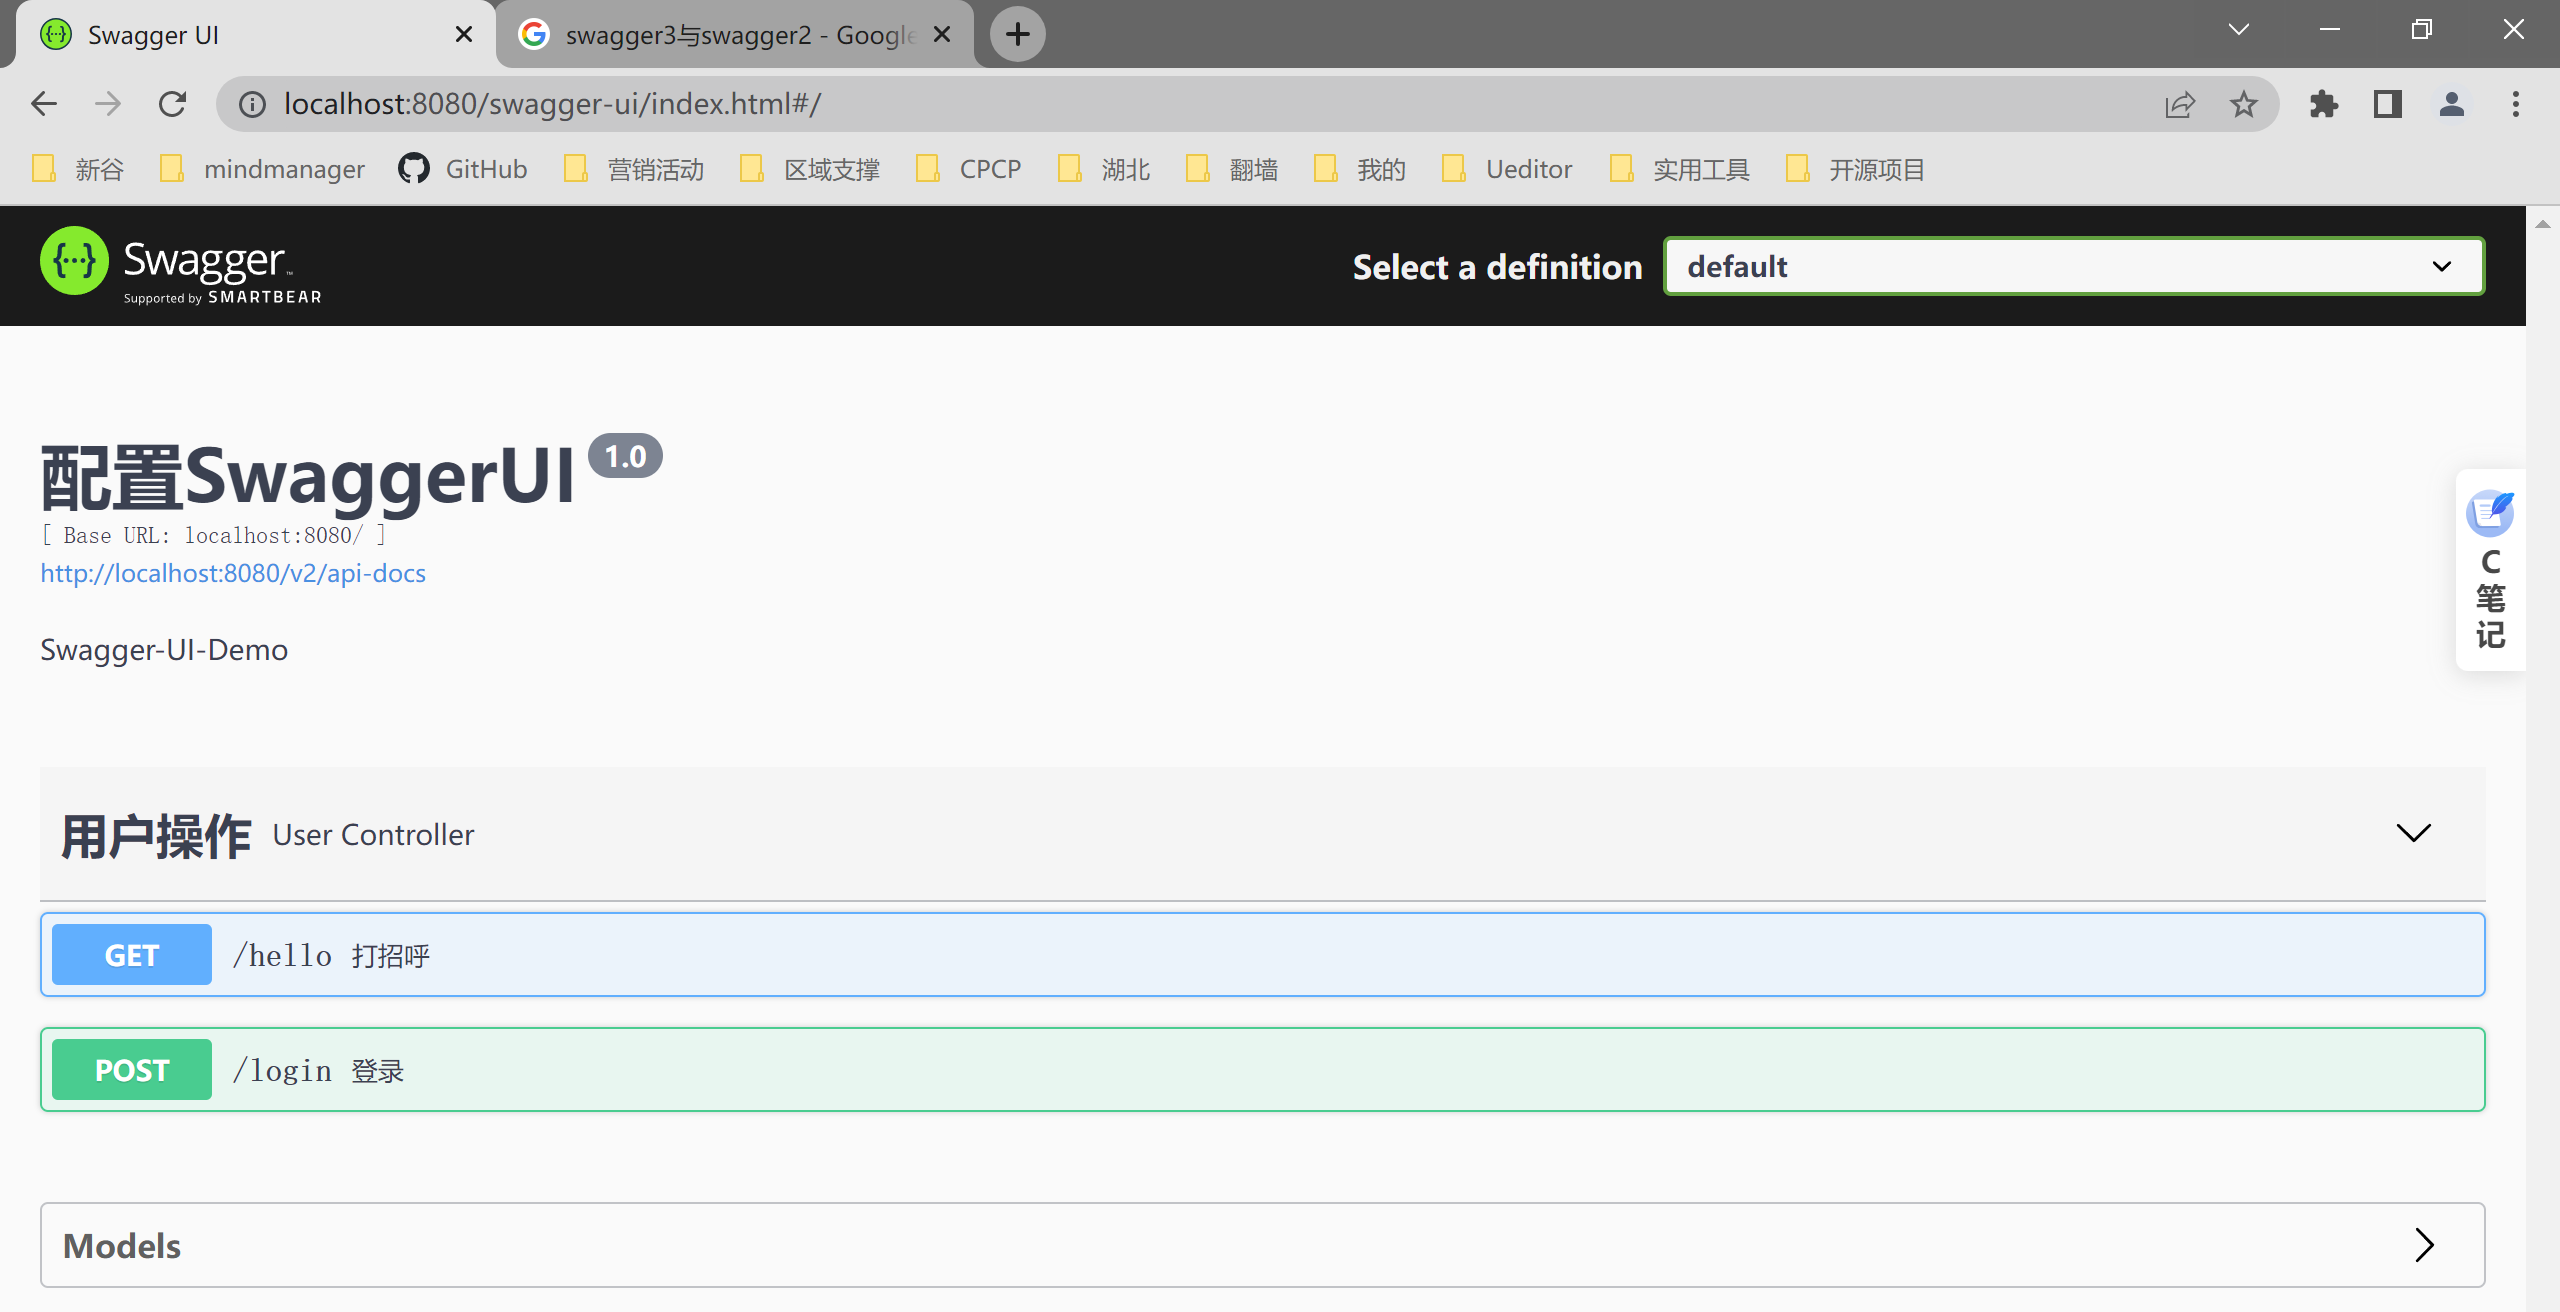 Swagger UI
swagger3与swagger2 - Google
localhost:8080/swagger-ui/index.html#/
新谷 mindmanager GitHub 营销活动 区域支撑 CPCP 湖北 翻墙 我的 Ueditor 实用工具 开源项目
{···} Swagger™
Supported by SMARTBEAR
Select a definition default
配置SwaggerUI 1.0
[ Base URL: localhost:8080/ ]
http://localhost:8080/v2/api-docs
Swagger-UI-Demo
C
笔
记
用户操作 User Controller
GET /hello 打招呼
POST /login 登录
Models